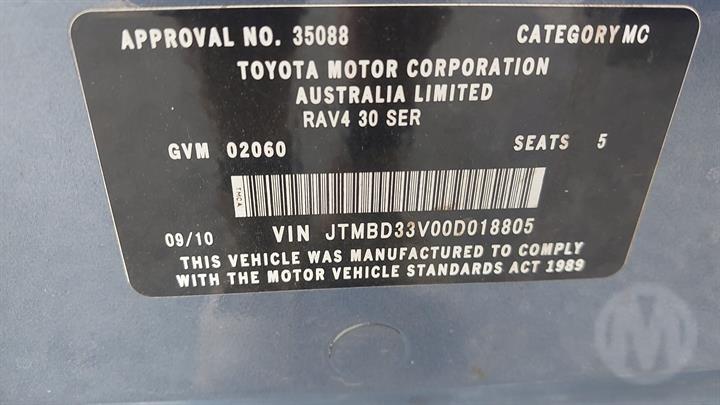 APPROVAL NO. 35088 CATEGORY MC
TOYOTA MOTOR CORPORATION
AUSTRALIA LIMITED
RAV4 30 SER
GVM 02060 SEATS 5
TMCA
09/10 VIN JTMBD33V00D018805
THIS VEHICLE WAS MANUFACTURED TO COMPLY
WITH THE MOTOR VEHICLE STANDARDS ACT 1989
M